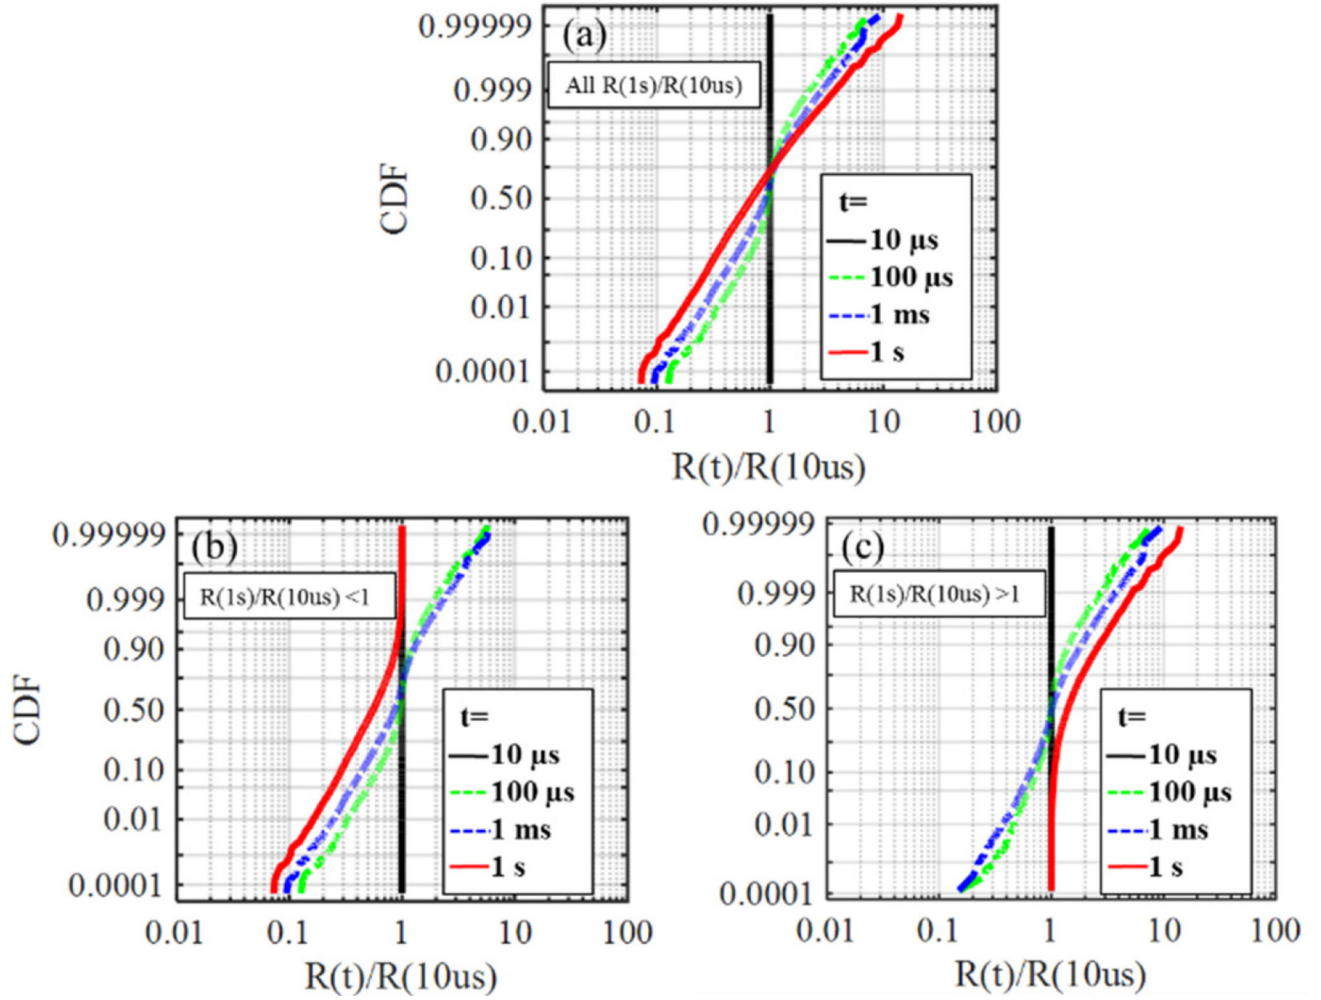 (a)
All R(1s)/R(10us)
CDF
0.99999
0.999
0.90
0.50
0.10
0.01
0.0001
t=
10 μs
100 μs
1 ms
1 s
0.01 0.1 1 10 100
R(t)/R(10us)
(b)
R(1s)/R(10us) <1
CDF
0.99999
0.999
0.90
0.50
0.10
0.01
0.0001
t=
10 μs
100 μs
1 ms
1 s
0.01 0.1 1 10 100
R(t)/R(10us)
(c)
R(1s)/R(10us) >1
0.99999
0.999
0.90
0.50
0.10
0.01
0.0001
t=
10 μs
100 μs
1 ms
1 s
0.01 0.1 1 10 100
R(t)/R(10us)